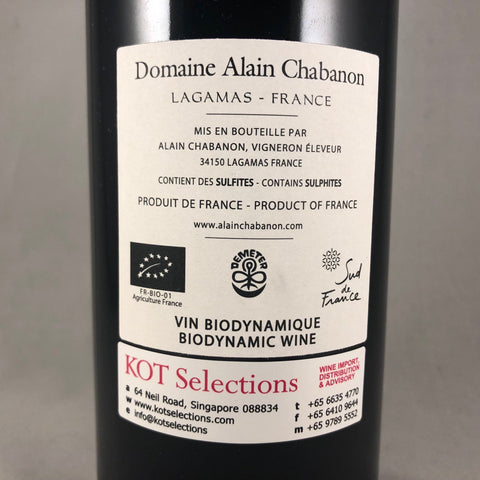 Domaine Alain Chabanon
LAGAMAS - FRANCE
MIS EN BOUTEILLE PAR
ALAIN CHABANON, VIGNERON ÉLEVEUR
34150 LAGAMAS FRANCE
CONTIENT DES SULFITES - CONTAINS SULPHITES
PRODUIT DE FRANCE - PRODUCT OF FRANCE
www.alainchabanon.com
FR-BIO-01
Agriculture France
DEMETER
Sud
de
France
VIN BIODYNAMIQUE
BIODYNAMIC WINE
KOT Selections
WINE IMPORT,
DISTRIBUTION
& ADVISORY
a 64 Neil Road, Singapore 088834
w www.kotselections.com
e info@kotselections
t +65 6635 4770
f +65 6410 9644
m +65 9789 5552